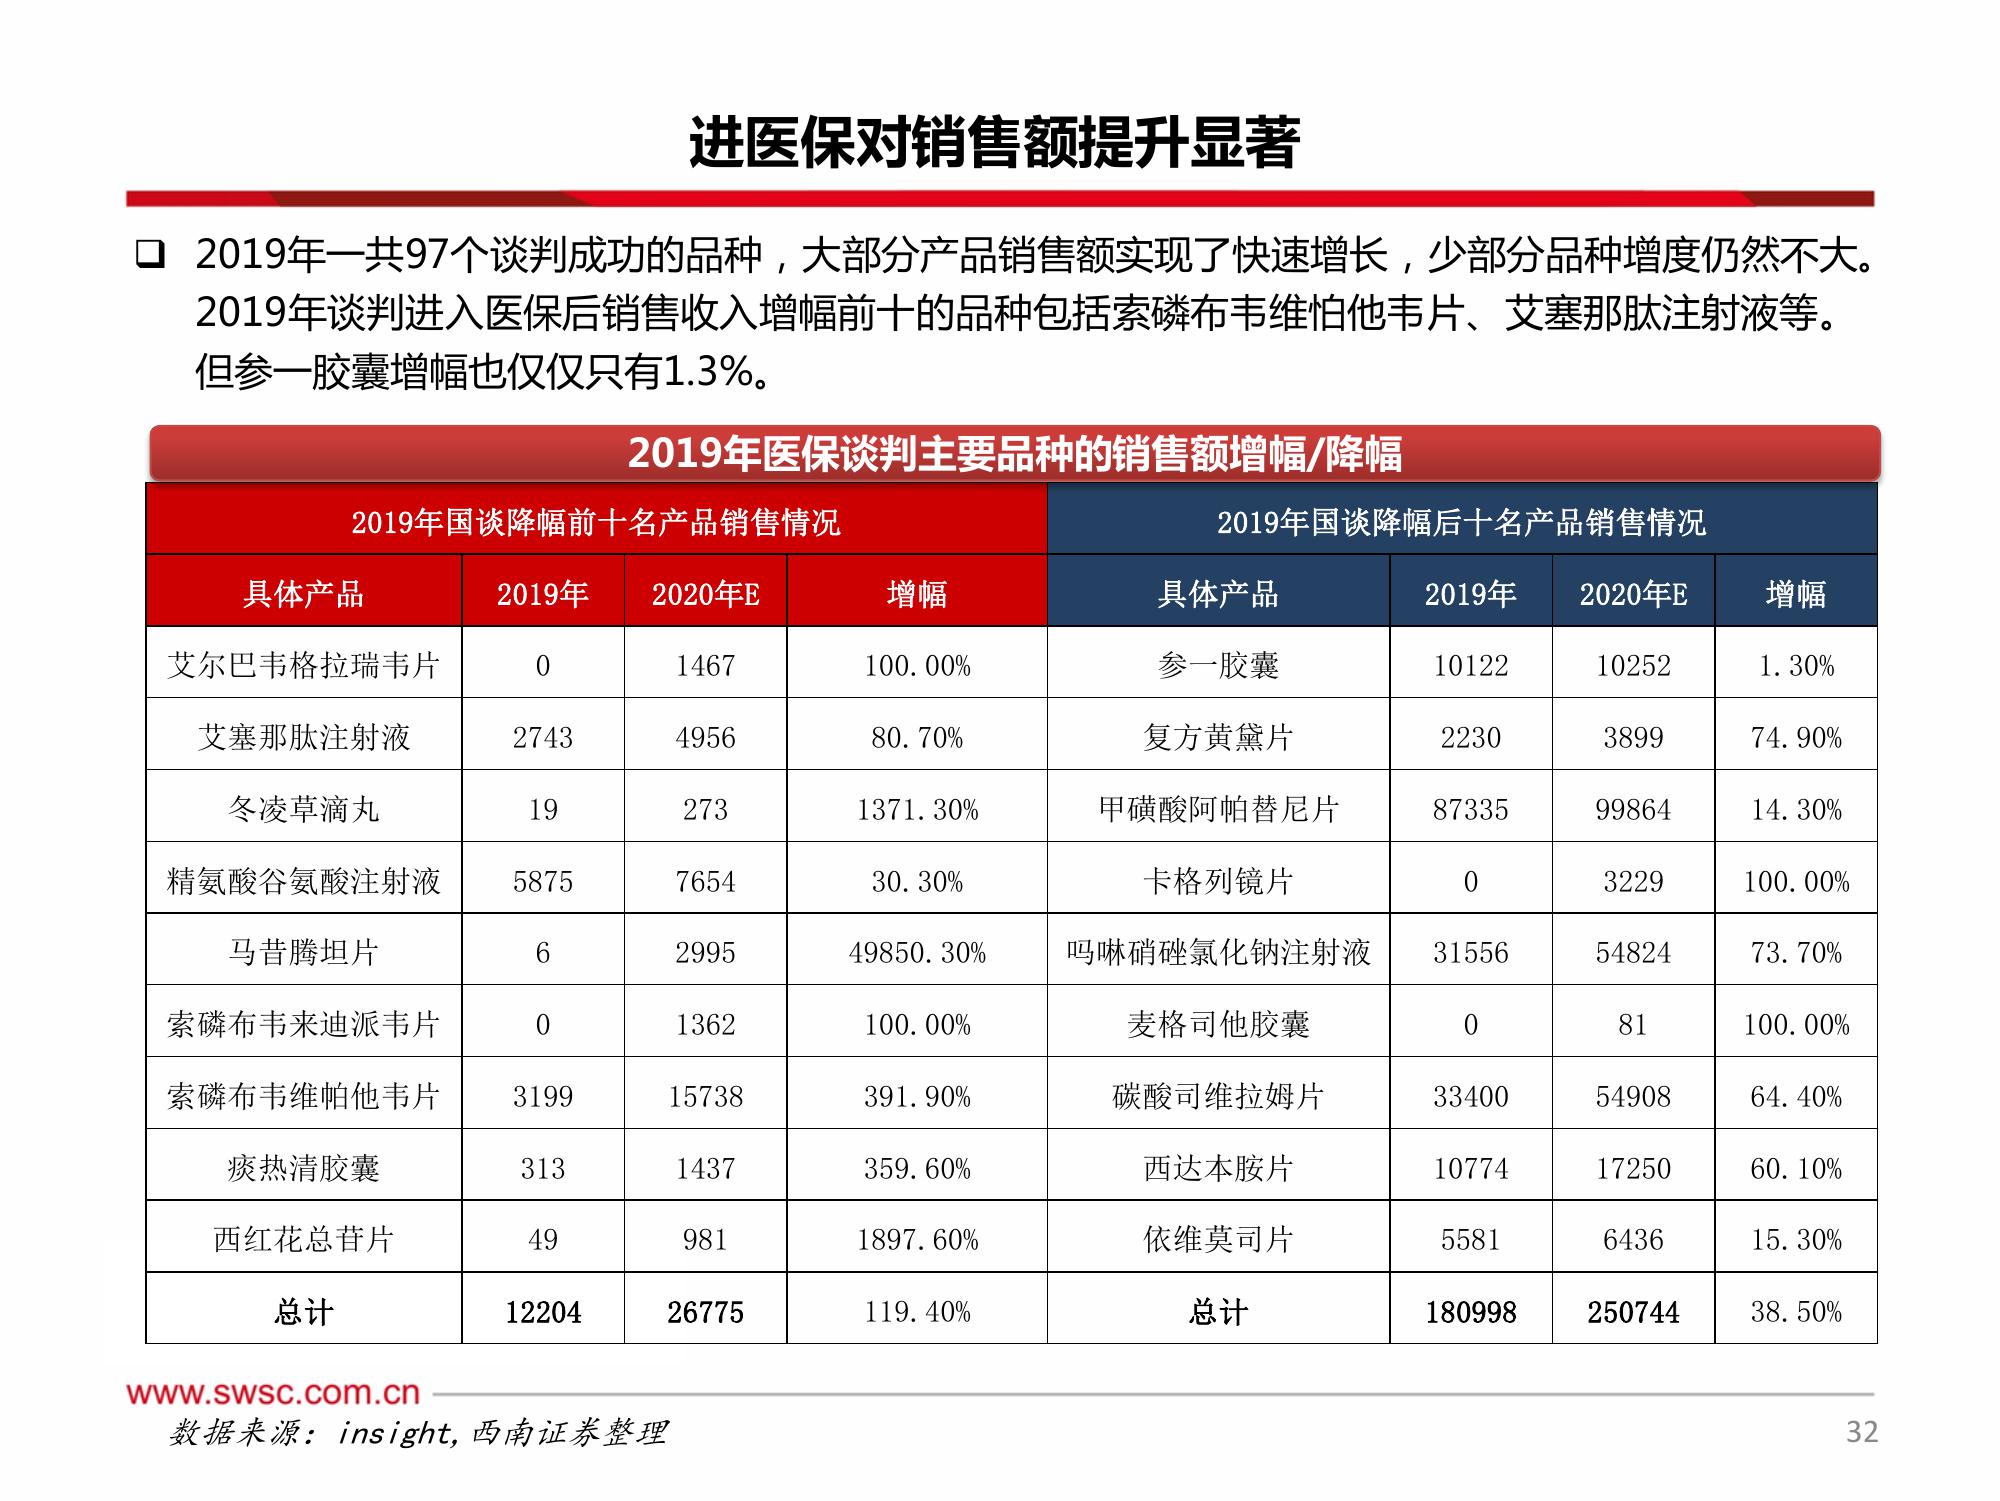 进医保对销售额提升显著
❑ 2019年一共97个谈判成功的品种，大部分产品销售额实现了快速增长，少部分品种增度仍然不大。
2019年谈判进入医保后销售收入增幅前十的品种包括索磷布韦维怕他韦片、艾塞那肽注射液等。
但参一胶囊增幅也仅仅只有1.3%。
2019年医保谈判主要品种的销售额增幅/降幅
2019年国谈降幅前十名产品销售情况 2019年国谈降幅后十名产品销售情况
具体产品 2019年 2020年E 增幅 具体产品 2019年 2020年E 增幅
艾尔巴韦格拉瑞韦片 0 1467 100.00% 参一胶囊 10122 10252 1.30%
艾塞那肽注射液 2743 4956 80.70% 复方黄黛片 2230 3899 74.90%
冬凌草滴丸 19 273 1371.30% 甲磺酸阿帕替尼片 87335 99864 14.30%
精氨酸谷氨酸注射液 5875 7654 30.30% 卡格列镜片 0 3229 100.00%
马昔腾坦片 6 2995 49850.30% 吗啉硝硉氯化钠注射液 31556 54824 73.70%
索磷布韦来迪派韦片 0 1362 100.00% 麦格司他胶囊 0 81 100.00%
索磷布韦维帕他韦片 3199 15738 391.90% 碳酸司维拉姆片 33400 54908 64.40%
痰热清胶囊 313 1437 359.60% 西达本胺片 10774 17250 60.10%
西红花总苷片 49 981 1897.60% 依维莫司片 5581 6436 15.30%
总计 12204 26775 119.40% 总计 180998 250744 38.50%
www.swsc.com.cn
数据来源：insight,西南证券整理
32